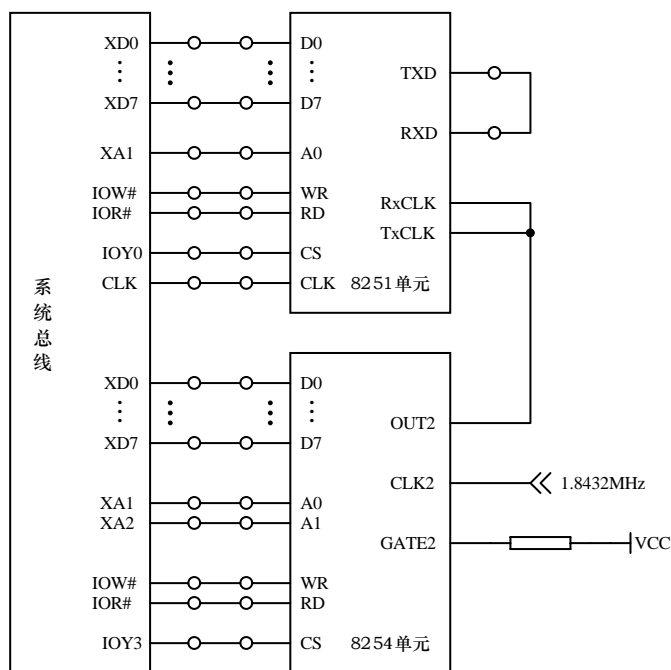 XD0
XD7
XA1
IOW#
IOR#
IOY0
CLK
D0
D7
A0
WR
RD
CS
CLK
8251单元
TXD
RXD
RxCLK
TxCLK
系统总线
XD0
XD7
XA1
XA2
IOW#
IOR#
IOY3
D0
D7
A0
A1
WR
RD
CS
8254单元
OUT2
CLK2
GATE2
1.8432MHz
VCC